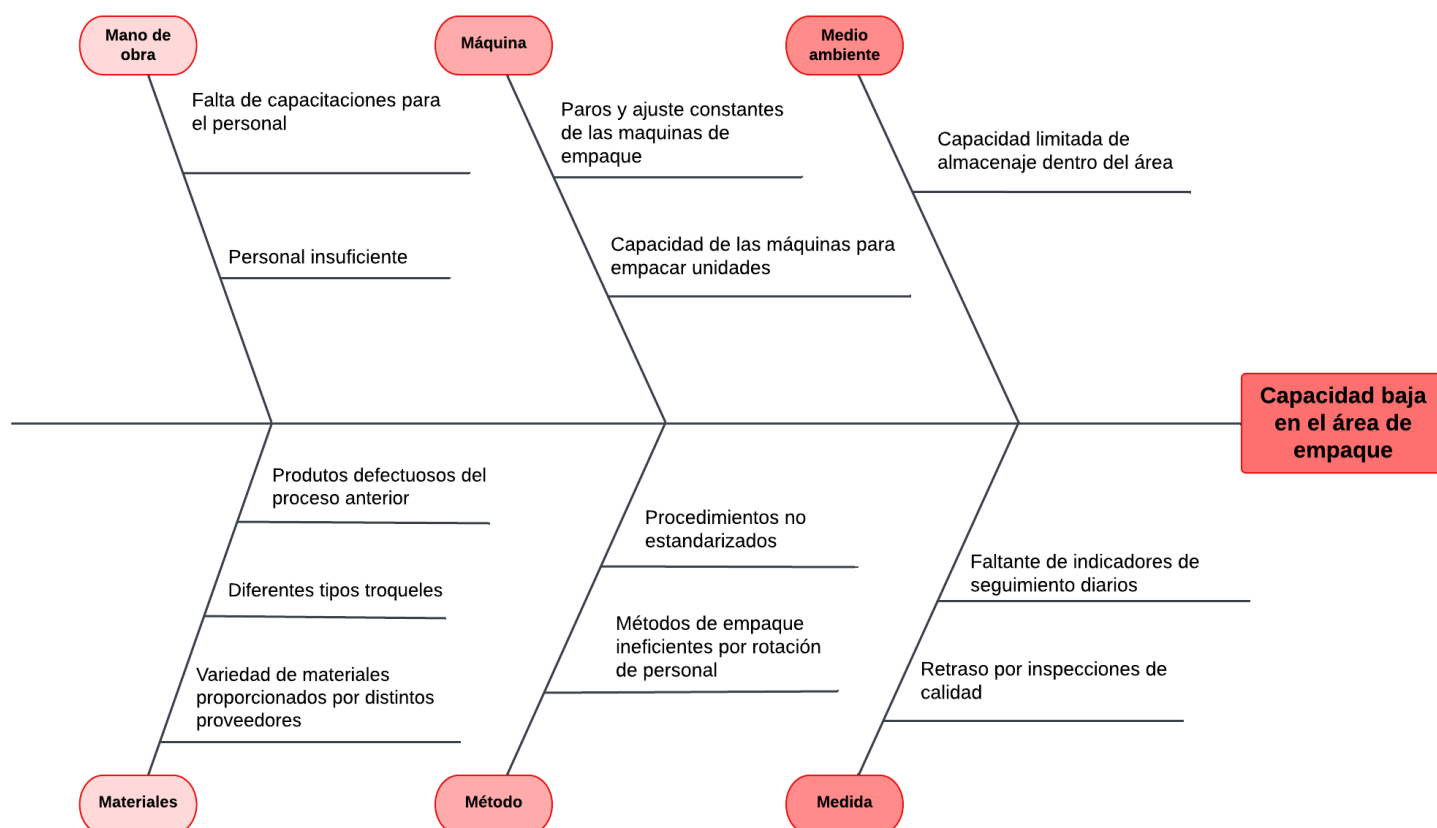 Mano de
obra
Máquina
Medio
ambiente
Falta de capacitaciones para
el personal
Paros y ajuste constantes
de las maquinas de
empaque
Capacidad limitada de
almacenaje dentro del área
Personal insuficiente
Capacidad de las máquinas para
empacar unidades
Capacidad baja
en el área de
empaque
Produtos defectuosos del
proceso anterior
Procedimientos no
estandarizados
Faltante de indicadores de
seguimiento diarios
Diferentes tipos troqueles
Métodos de empaque
ineficientes por rotación
de personal
Retraso por inspecciones de
calidad
Variedad de materiales
proporcionados por distintos
proveedores
Materiales
Método
Medida